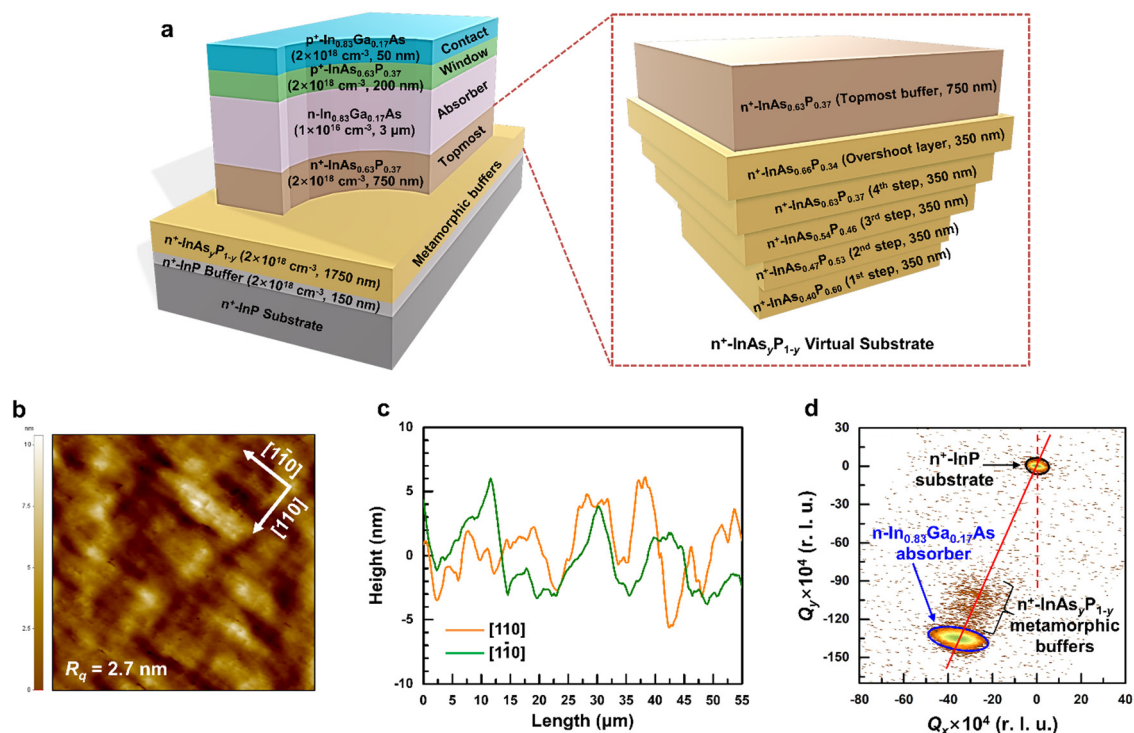 a
p⁺-In₀.₈₃Ga₀.₁₇As
(2×10¹⁸ cm⁻³, 50 nm)
Contact
p⁺-InAs₀.₆₃P₀.₃₇
(2×10¹⁸ cm⁻³, 200 nm)
Window
n-In₀.₈₃Ga₀.₁₇As
(1×10¹⁶ cm⁻³, 3 µm)
Absorber
n⁺-InAs₀.₆₃P₀.₃₇
(2×10¹⁸ cm⁻³, 750 nm)
Topmost
Metamorphic buffers
n⁺-InAsᵧP₁₋ᵧ (2×10¹⁸ cm⁻³, 1750 nm)
n⁺-InP Buffer (2×10¹⁸ cm⁻³, 150 nm)
n⁺-InP Substrate
n⁺-InAs₀.₆₃P₀.₃₇ (Topmost buffer, 750 nm)
n⁺-InAs₀.₆₆P₀.₃₄ (Overshoot layer, 350 nm)
n⁺-InAs₀.₆₃P₀.₃₇ (4ᵗʰ step, 350 nm)
n⁺-InAs₀.₅₄P₀.₄₆ (3ʳᵈ step, 350 nm)
n⁺-InAs₀.₄₇P₀.₅₃ (2ⁿᵈ step, 350 nm)
n⁺-InAs₀.₄₀P₀.₆₀ (1ˢᵗ step, 350 nm)
n⁺-InAsᵧP₁₋ᵧ Virtual Substrate
b
nm
10
7.5
5
2.5
0
[11̄0]
[110]
R_q = 2.7 nm
c
Height (nm)
10
5
0
-5
-10
[110]
[11̄0]
0 5 10 15 20 25 30 35 40 45 50 55
Length (µm)
d
Qᵧ×10⁴ (r. l. u.)
30
0
-30
-60
-90
-120
-150
n⁺-InP
substrate
n-In₀.₈₃Ga₀.₁₇As
absorber
n⁺-InAsᵧP₁₋ᵧ
metamorphic
buffers
-80 -60 -40 -20 0 20 40
Qₓ×10⁴ (r. l. u.)